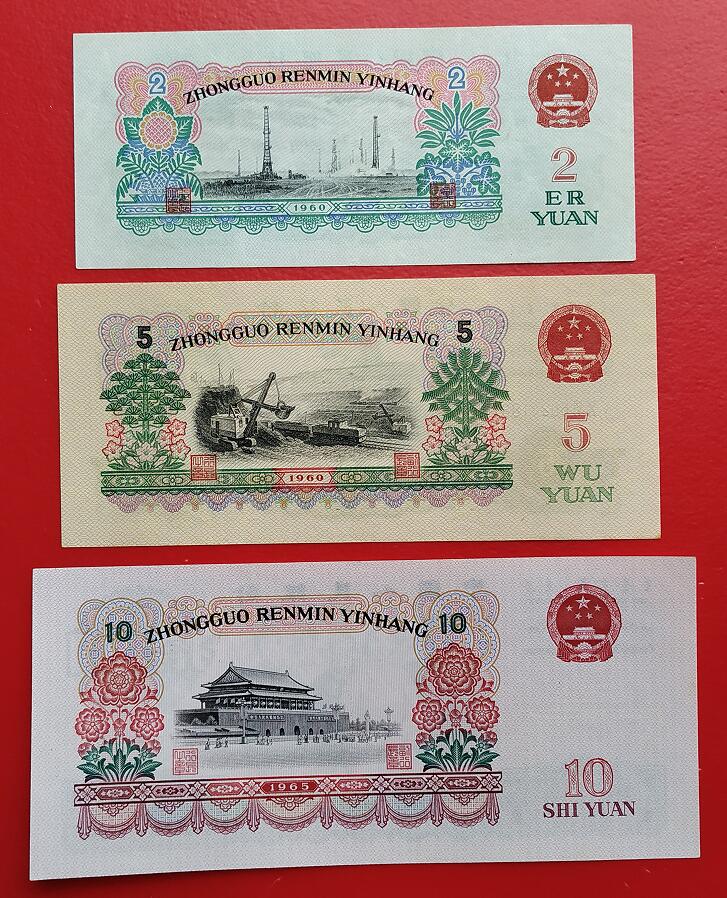 2 ZHONGGUO RENMIN YINHANG 2
1960
2
ER
YUAN
5 ZHONGGUO RENMIN YINHANG 5
1960
5
WU
YUAN
10 ZHONGGUO RENMIN YINHANG 10
1965
10
SHI YUAN